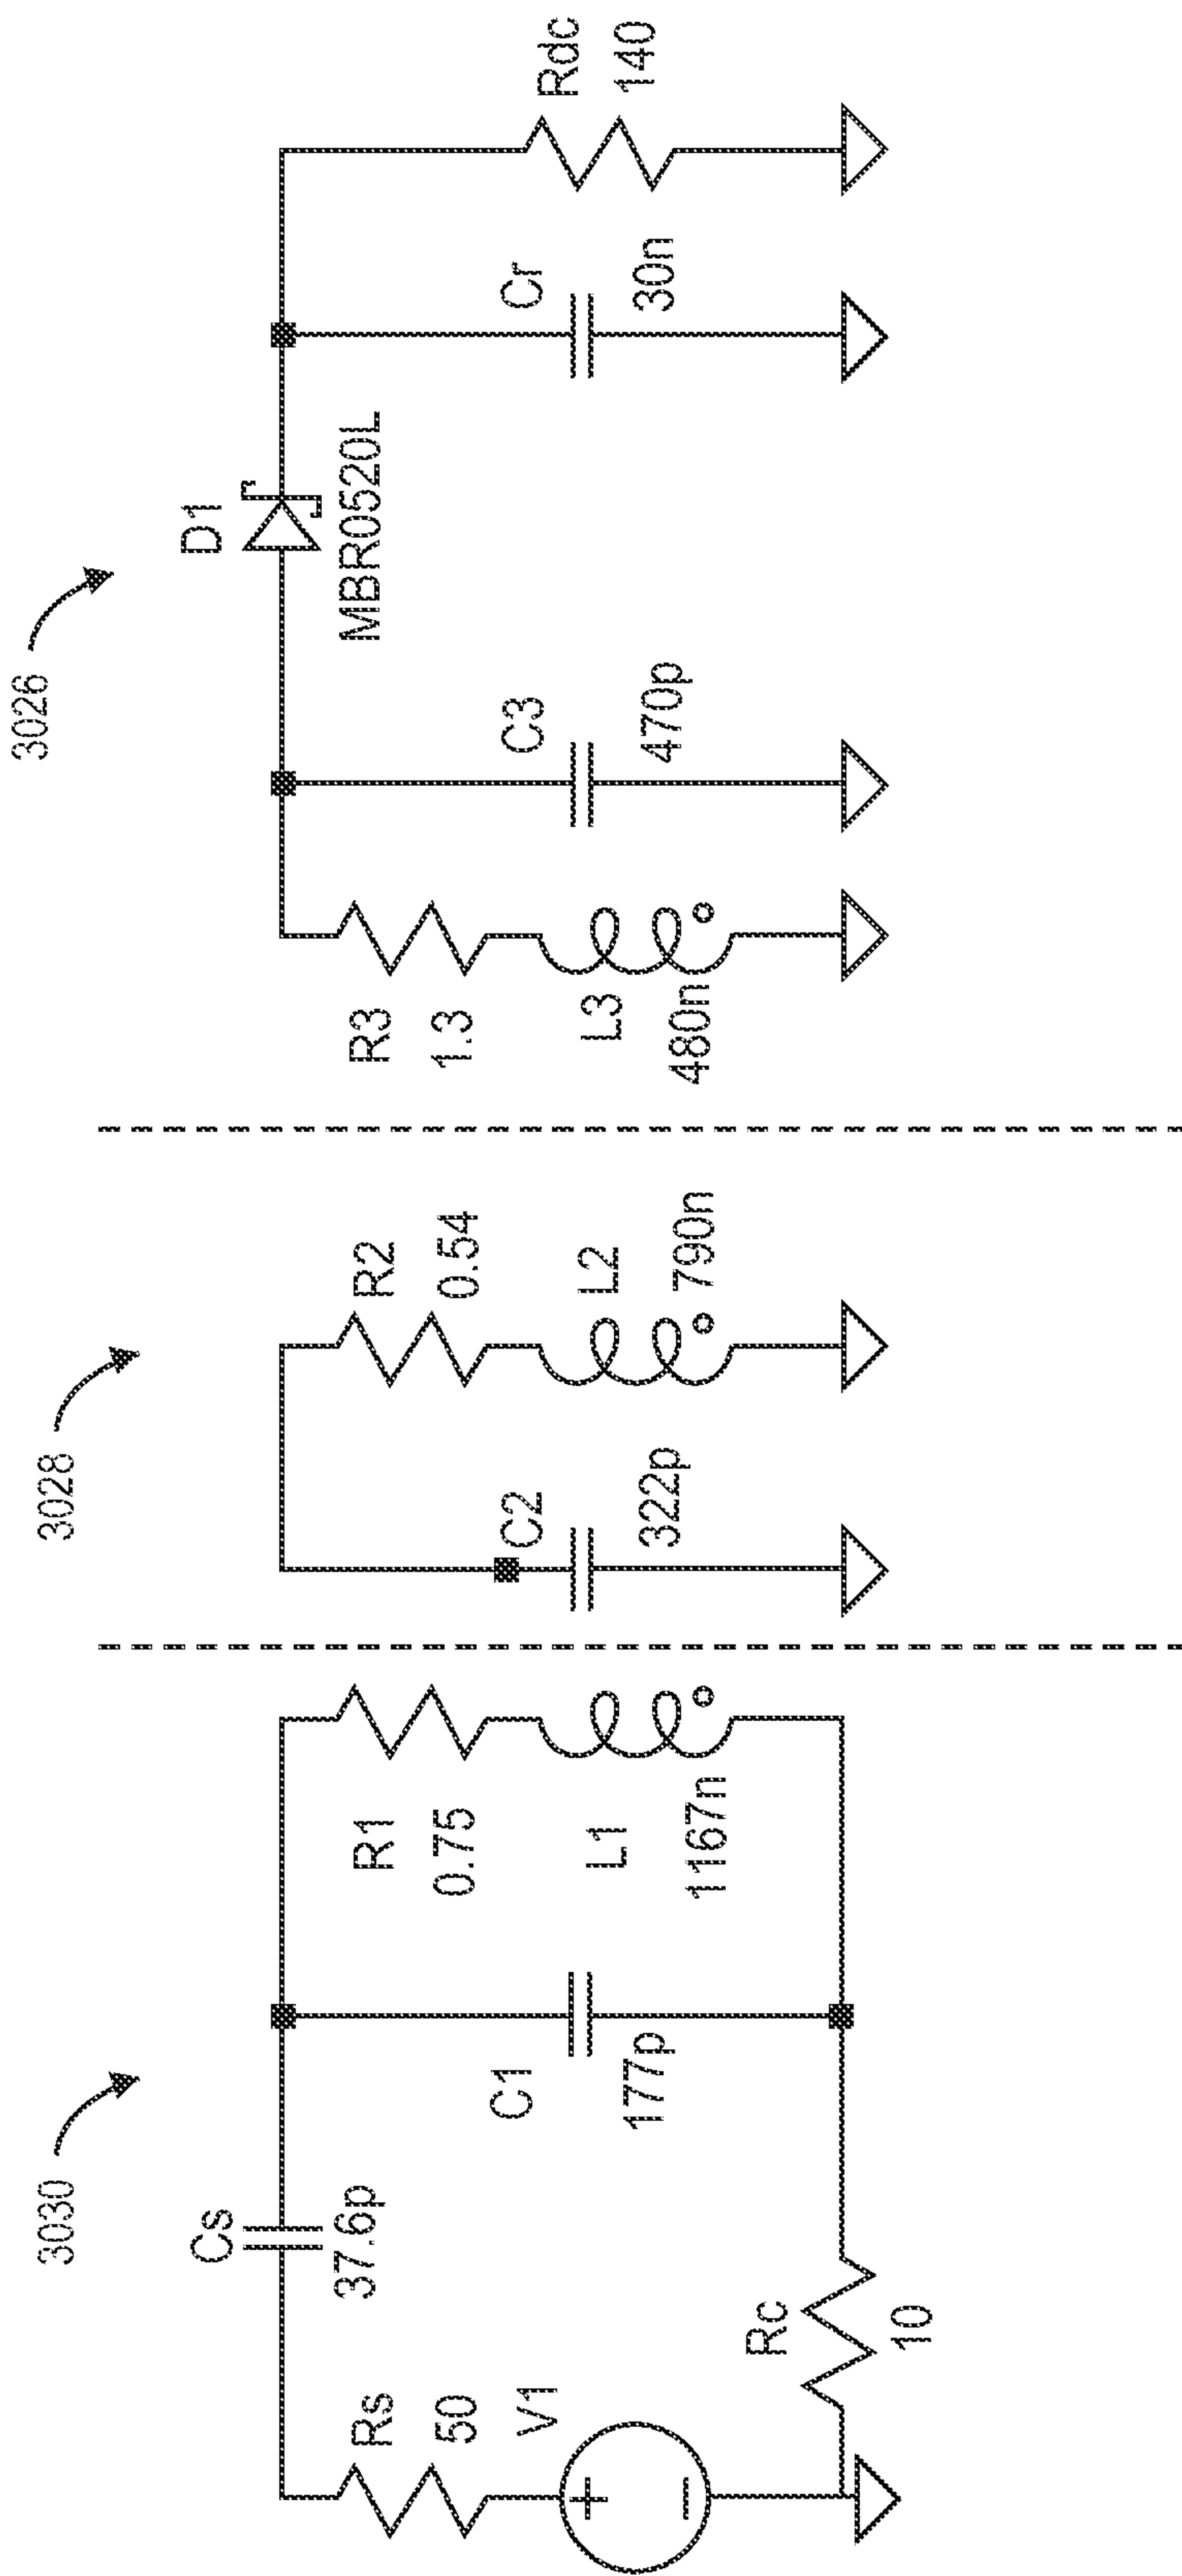 3030
Rs
50
V1
Cs
37.6p
Rc
10
C1
177p
R1
0.75
L1
1167n
3028
C2
322p
R2
0.54
L2
790n
3026
R3
1.3
L3
480n
C3
470p
D1
MBR0520L
Cr
30n
Rdc
140